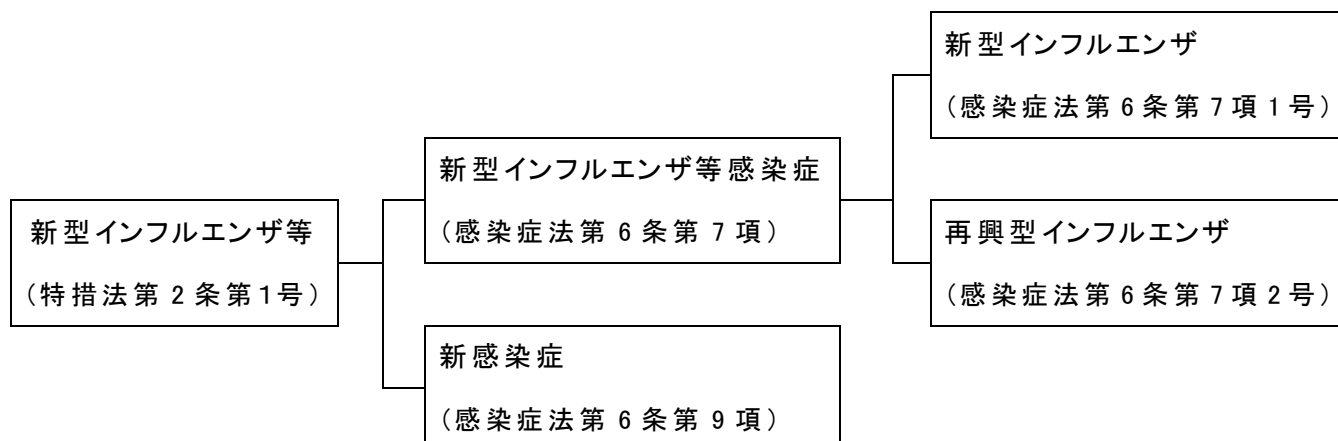 新型インフルエンザ等
（特措法第2条第1号）
新型インフルエンザ等感染症
（感染症法第6条第7項）
新感染症
（感染症法第6条第9項）
新型インフルエンザ
（感染症法第6条第7項1号）
再興型インフルエンザ
（感染症法第6条第7項2号）